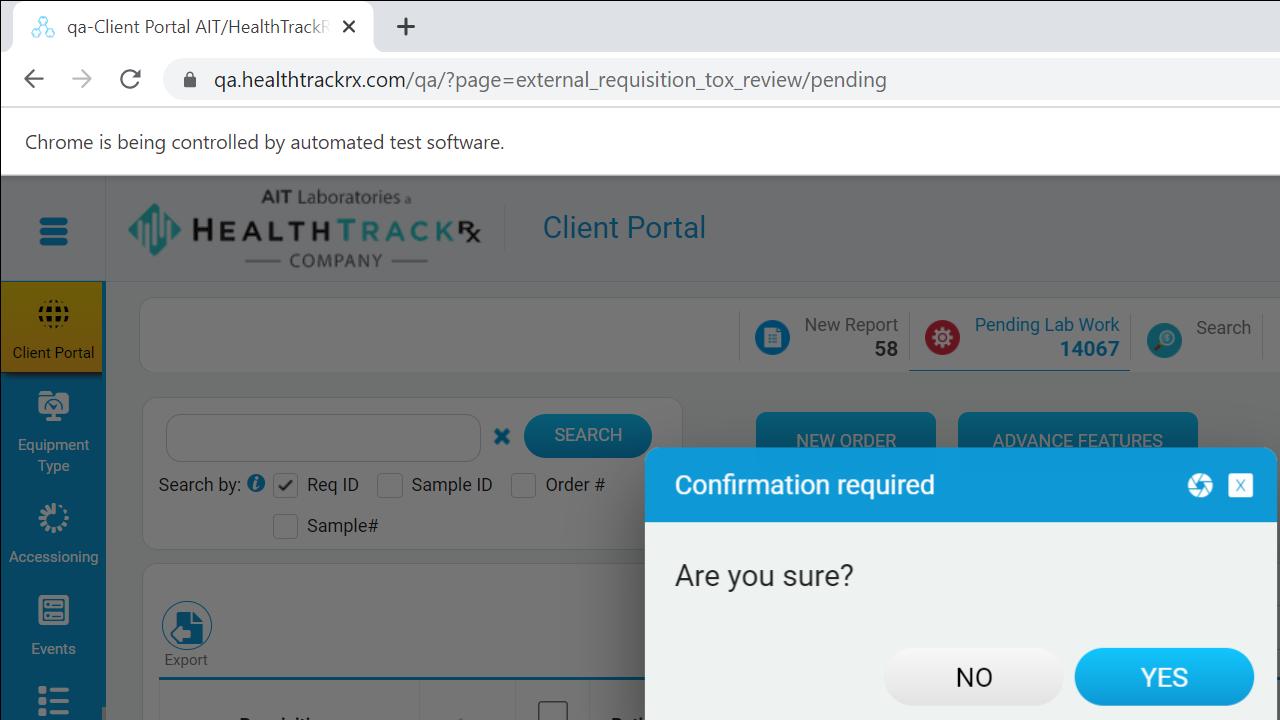 qa-Client Portal AIT/HealthTrackR
qa.healthtrackrx.com/qa/?page=external_requisition_tox_review/pending
Chrome is being controlled by automated test software.
AIT Laboratories a
HEALTHTRACKRx
COMPANY
Client Portal
Client Portal
New Report
58
Pending Lab Work
14067
Search
Equipment
Type
SEARCH
NEW ORDER
ADVANCE FEATURES
Search by:
Req ID
Sample ID
Order #
Sample#
Confirmation required
X
Accessioning
Are you sure?
Events
Export
NO
YES